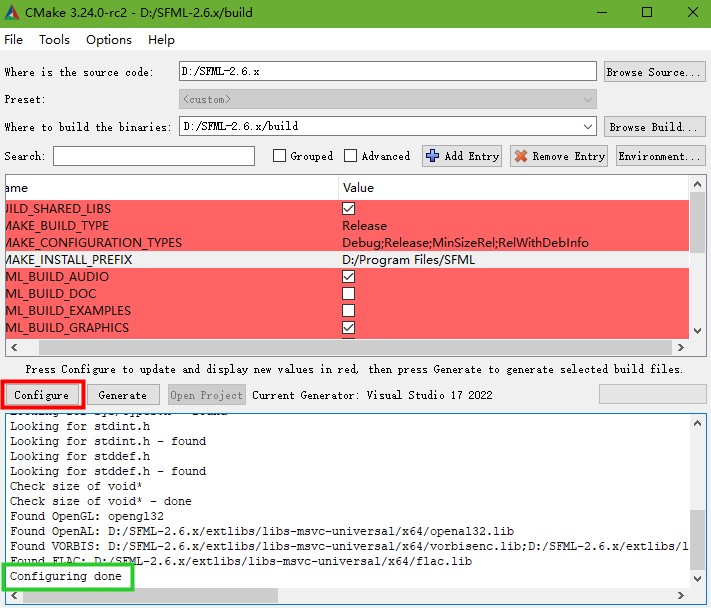 CMake 3.24.0-rc2 - D:/SFML-2.6.x/build
File Tools Options Help
Where is the source code: D:/SFML-2.6.x Browse Source...
Preset: <custom>
Where to build the binaries: D:/SFML-2.6.x/build Browse Build...
Search: Grouped Advanced Add Entry Remove Entry Environment...
ame Value
UILD_SHARED_LIBS
MAKE_BUILD_TYPE Release
MAKE_CONFIGURATION_TYPES Debug;Release;MinSizeRel;RelWithDebInfo
MAKE_INSTALL_PREFIX D:/Program Files/SFML
ML_BUILD_AUDIO
ML_BUILD_DOC
ML_BUILD_EXAMPLES
ML_BUILD_GRAPHICS
Press Configure to update and display new values in red, then press Generate to generate selected build files.
Configure Generate Open Project Current Generator: Visual Studio 17 2022
Looking for sys/types.h - found
Looking for stdint.h
Looking for stdint.h - found
Looking for stddef.h
Looking for stddef.h - found
Check size of void*
Check size of void* - done
Found OpenGL: opengl32
Found OpenAL: D:/SFML-2.6.x/extlibs/libs-msvc-universal/x64/openal32.lib
Found VORBIS: D:/SFML-2.6.x/extlibs/libs-msvc-universal/x64/vorbisenc.lib;D:/SFML-2.6.x/extlibs/l
Found FLAC: D:/SFML-2.6.x/extlibs/libs-msvc-universal/x64/flac.lib
Configuring done